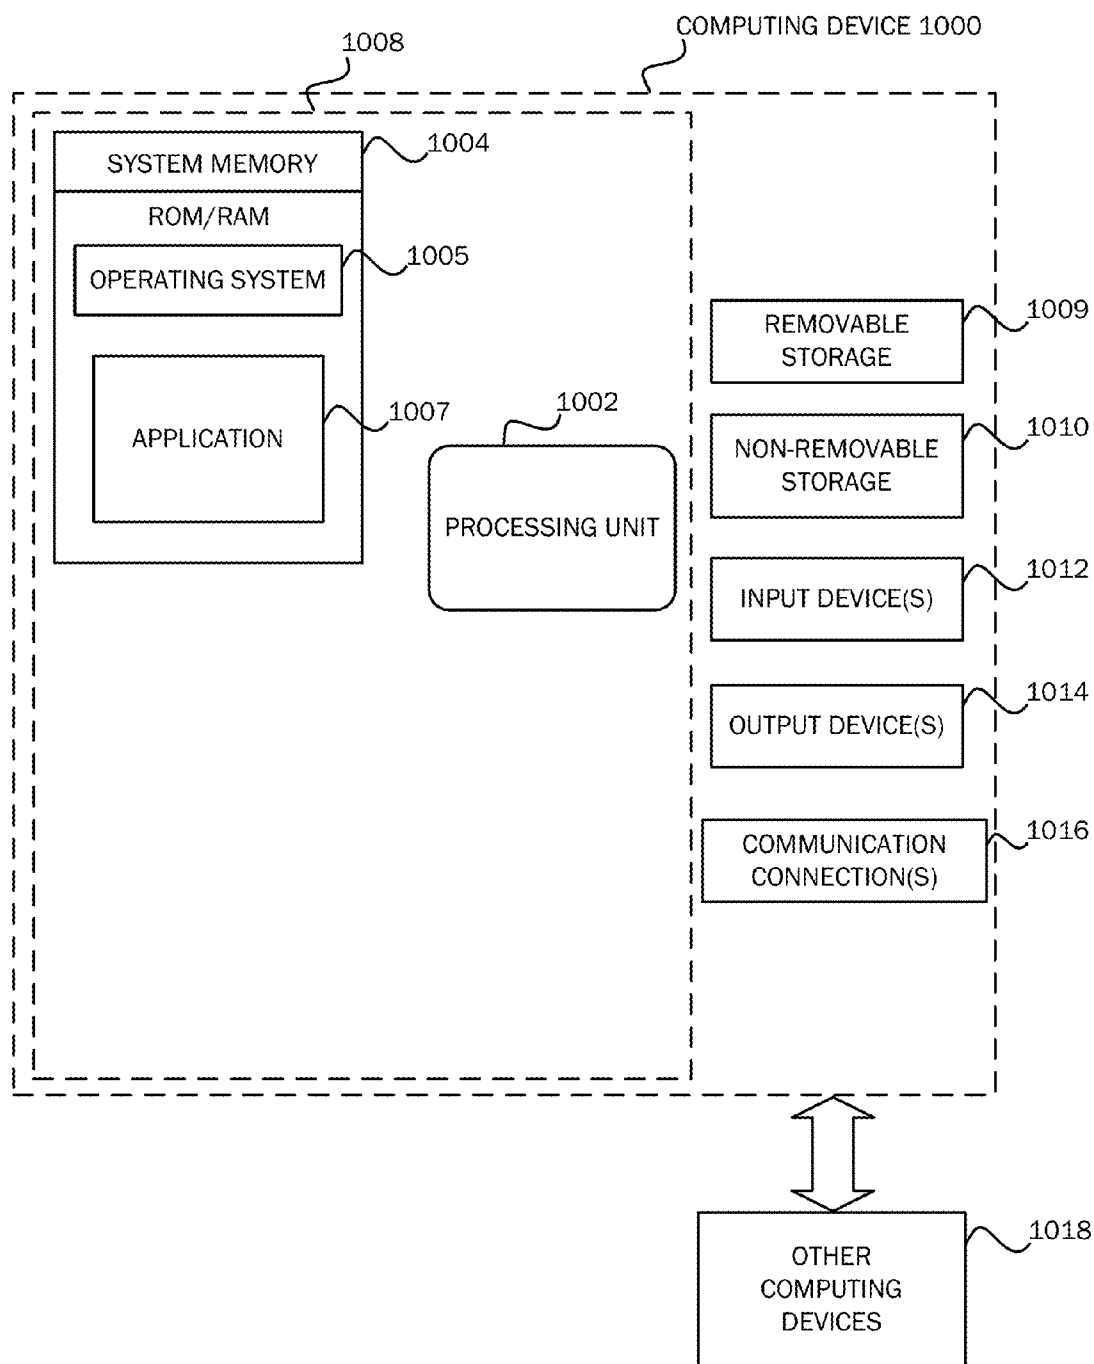 COMPUTING DEVICE 1000
1008
SYSTEM MEMORY
1004
ROM/RAM
OPERATING SYSTEM
1005
APPLICATION
1007
1002
PROCESSING UNIT
REMOVABLE
STORAGE
1009
NON-REMOVABLE
STORAGE
1010
INPUT DEVICE(S)
1012
OUTPUT DEVICE(S)
1014
COMMUNICATION
CONNECTION(S)
1016
OTHER
COMPUTING
DEVICES
1018